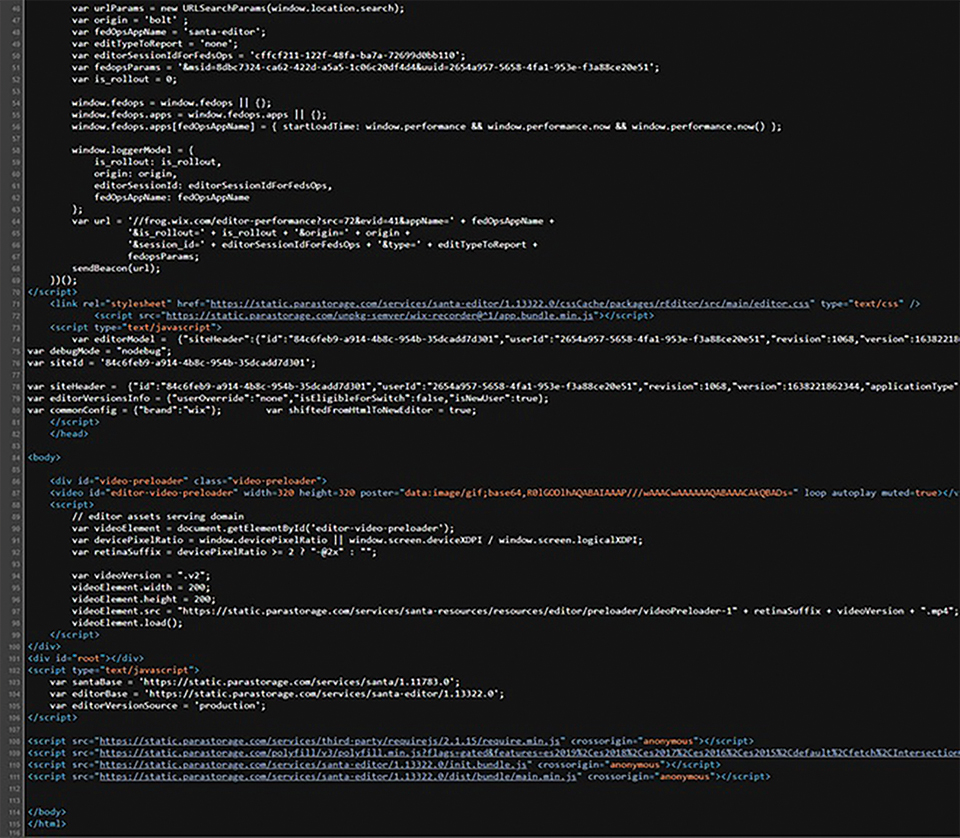 46 var urlParams = new URLSearchParams(window.location.search);
47 var origin = 'bolt' ;
48 var fedOpsAppName = 'santa-editor';
49 var editTypeToReport = 'none';
50 var editorSessionIdForFedsOps = 'cffcf211-122f-48fa-ba7a-72699d0bb110';
51 var fedopsParams = '&msid=8dbc7324-ca62-422d-a5a5-1c06c20df4d4&uuid=2654a957-5658-4fa1-953e-f3a88ce20e51';
52 var is_rollout = 0;
53
54 window.fedops = window.fedops || {};
55 window.fedops.apps = window.fedops.apps || {};
56 window.fedops.apps[fedOpsAppName] = { startLoadTime: window.performance && window.performance.now && window.performance.now() };
57
58 window.loggerModel = {
59 is_rollout: is_rollout,
60 origin: origin,
61 editorSessionId: editorSessionIdForFedsOps,
62 fedOpsAppName: fedOpsAppName
63 };
64 var url = '//frog.wix.com/editor-performance?src=72&evid=41&appName=' + fedOpsAppName +
65 '&is_rollout=' + is_rollout + '&origin=' + origin +
66 '&session_id=' + editorSessionIdForFedsOps + '&type=' + editTypeToReport +
67 fedopsParams;
68 sendBeacon(url);
69 })();
70 </script>
71 <link rel="stylesheet" href="https://static.parastorage.com/services/santa-editor/1.13322.0/cssCache/packages/rEditor/src/main/editor.css" type="text/css" />
72 <script src="https://static.parastorage.com/unpkg-semver/wix-recorder@^1/app.bundle.min.js"></script>
73 <script type="text/javascript">
74 var editorModel = {"siteHeader":{"id":"84c6feb9-a914-4b8c-954b-35dcadd7d301","userId":"2654a957-5658-4fa1-953e-f3a88ce20e51","revision":1068,"version":1638221
75 var debugMode = "nodebug";
76 var siteId = '84c6feb9-a914-4b8c-954b-35dcadd7d301';
77
78 var siteHeader = {"id":"84c6feb9-a914-4b8c-954b-35dcadd7d301","userId":"2654a957-5658-4fa1-953e-f3a88ce20e51","revision":1068,"version":1638221862344,"applicationType"
79 var editorVersionsInfo = {"userOverride":"none","isEligibleForSwitch":false,"isNewUser":true};
80 var commonConfig = {"brand":"wix"}; var shiftedFromHtmlToNewEditor = true;
81 </script>
82 </head>
83
84 <body>
85
86 <div id="video-preloader" class="video-preloader">
87 <video id="editor-video-preloader" width=320 height=320 loop autoplay muted=true></v
88 <script>
89 // editor assets serving domain
90 var videoElement = document.getElementById('editor-video-preloader');
91 var devicePixelRatio = window.devicePixelRatio || window.screen.deviceXDPI / window.screen.logicalXDPI;
92 var retinaSuffix = devicePixelRatio >= 2 ? "-@2x" : "";
93
94 var videoVersion = ".v2";
95 videoElement.width = 200;
96 videoElement.height = 200;
97 videoElement.src = "https://static.parastorage.com/services/santa-resources/resources/editor/preloader/videoPreloader-1" + retinaSuffix + videoVersion + ".mp4";
98 videoElement.load();
99 </script>
100 </div>
101 <div id="root"></div>
102 <script type="text/javascript">
103 var santaBase = 'https://static.parastorage.com/services/santa/1.11783.0';
104 var editorBase = 'https://static.parastorage.com/services/santa-editor/1.13322.0';
105 var editorVersionSource = 'production';
106 </script>
107
108 <script src="https://static.parastorage.com/services/third-party/requirejs/2.1.15/require.min.js" crossorigin="anonymous"></script>
109 <script src="https://static.parastorage.com/polyfill/v3/polyfill.min.js?flags=gated&features=es2019%2Ces2018%2Ces2017%2Ces2016%2Ces2015%2Cdefault%2Cfetch%2CIntersection
110 <script src="https://static.parastorage.com/services/santa-editor/1.13322.0/init.bundle.js" crossorigin="anonymous"></script>
111 <script src="https://static.parastorage.com/services/santa-editor/1.13322.0/dist/bundle/main.min.js" crossorigin="anonymous"></script>
112
113
114 </body>
115 </html>
116